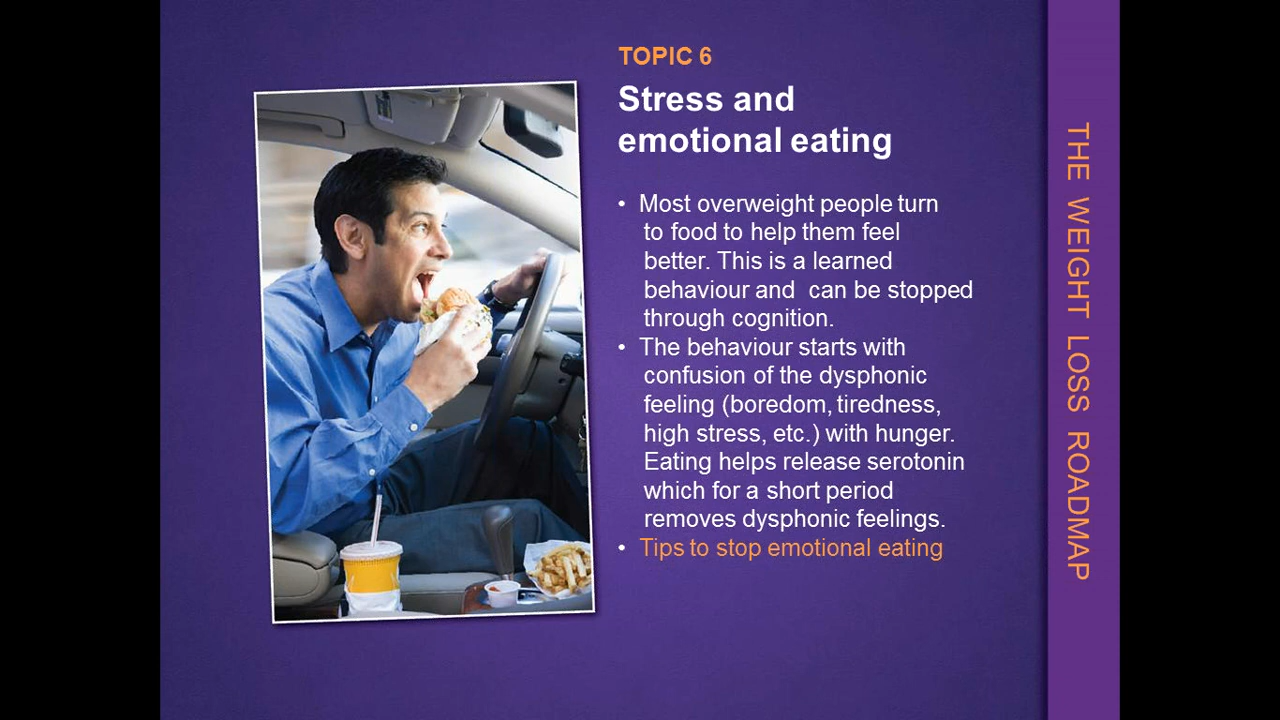 TOPIC 6
Stress and
emotional eating
• Most overweight people turn
to food to help them feel
better. This is a learned
behaviour and  can be stopped
through cognition.
• The behaviour starts with
confusion of the dysphonic
feeling (boredom, tiredness,
high stress, etc.) with hunger.
Eating helps release serotonin
which for a short period
removes dysphonic feelings.
• Tips to stop emotional eating
THE WEIGHT LOSS ROADMAP